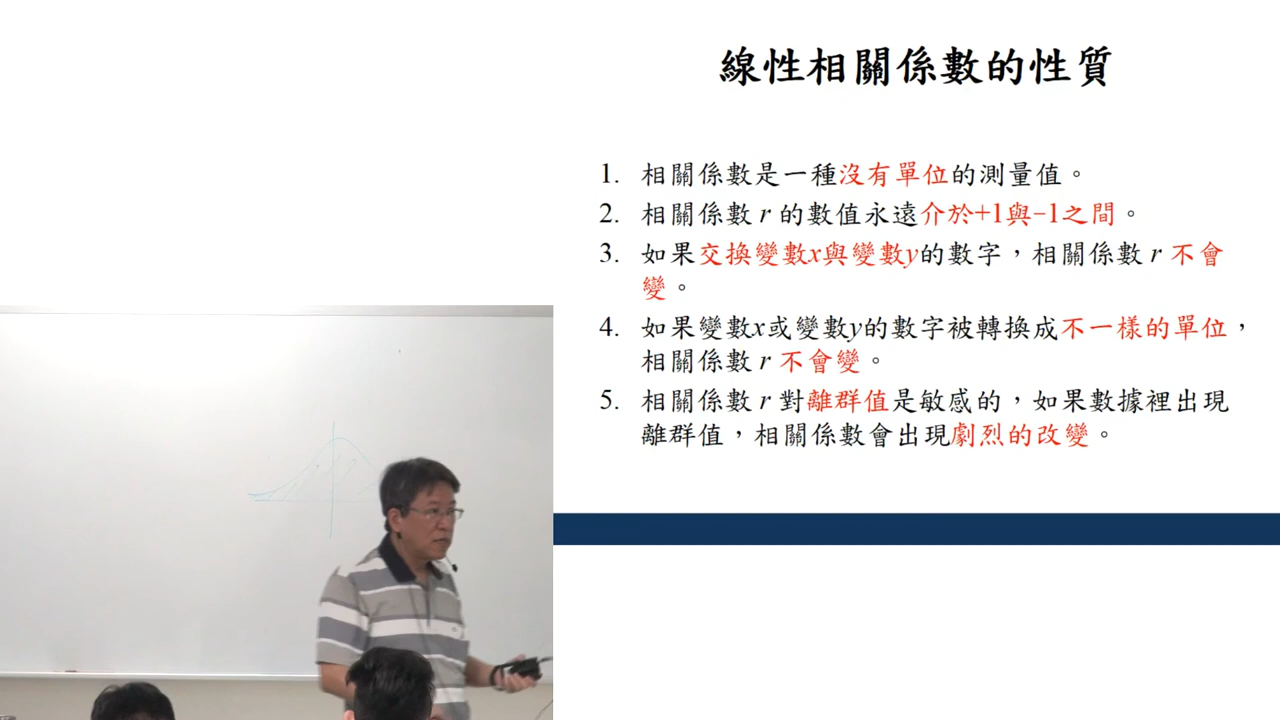 線性相關係數的性質
1. 相關係數是一種沒有單位的測量值。
2. 相關係數 r 的數值永遠介於+1與-1之間。
3. 如果交換變數x與變數y的數字，相關係數 r 不會
變。
4. 如果變數x或變數y的數字被轉換成不一樣的單位，
相關係數 r 不會變。
5. 相關係數 r 對離群值是敏感的，如果數據裡出現
離群值，相關係數會出現劇烈的改變。